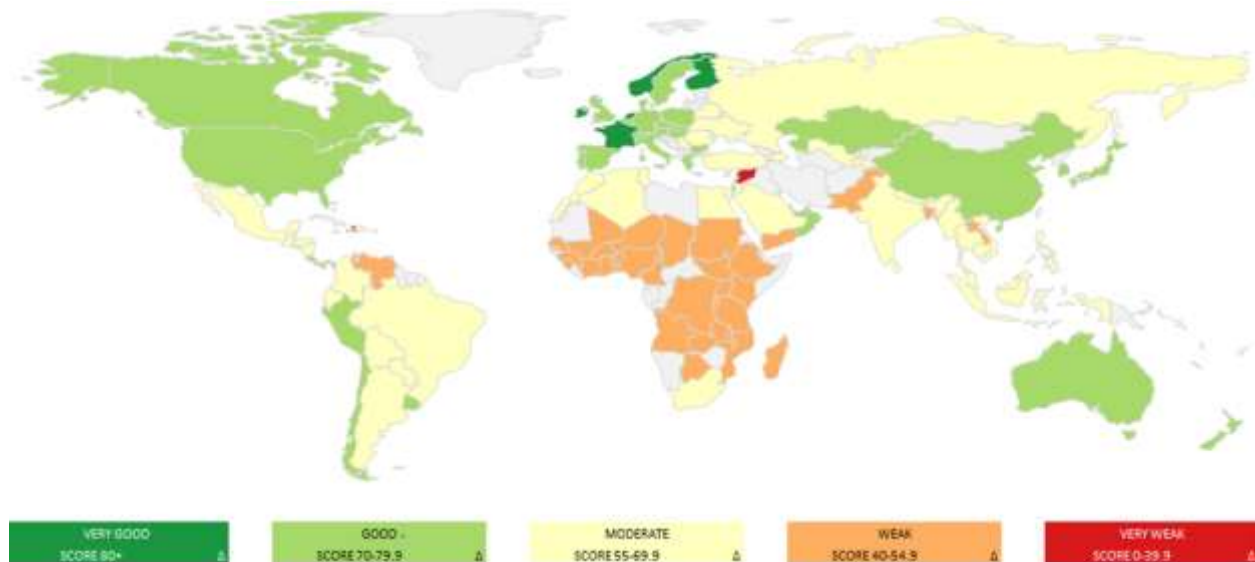 VERY GOOD
SCORE 80+ Δ
GOOD -
SCORE 70-79.9 Δ
MODERATE
SCORE 55-69.9 Δ
WEAK
SCORE 40-54.9 Δ
VERY WEAK
SCORE 0-39.9 Δ